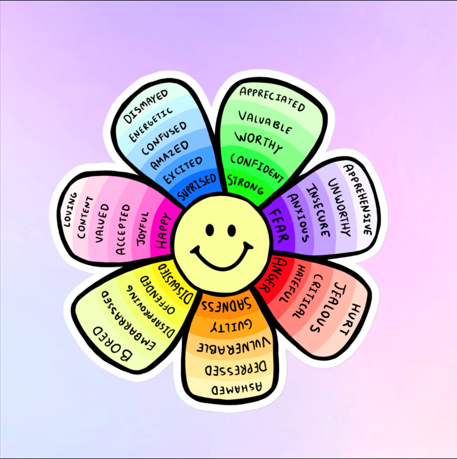 DISMAYED
ENERGETIC
CONFUSED
AMAZED
EXCITED
SUPRISED
APPRECIATED
VALUABLE
WORTHY
CONFIDENT
STRONG
FEAR
ANXIOUS
INSECURE
UNWORTHY
APPREHENSIVE
ANGER
HATEFUL
CRITICAL
JEALOUS
HURT
SADNESS
GUILTY
VULNERABLE
DEPRESSED
ASHAMED
DISGUSTED
OFFENDED
DISAPPROVING
EMBARRASSED
BORED
LOVING
CONTENT
VALUED
ACCEPTED
JOYFUL
HAPPY